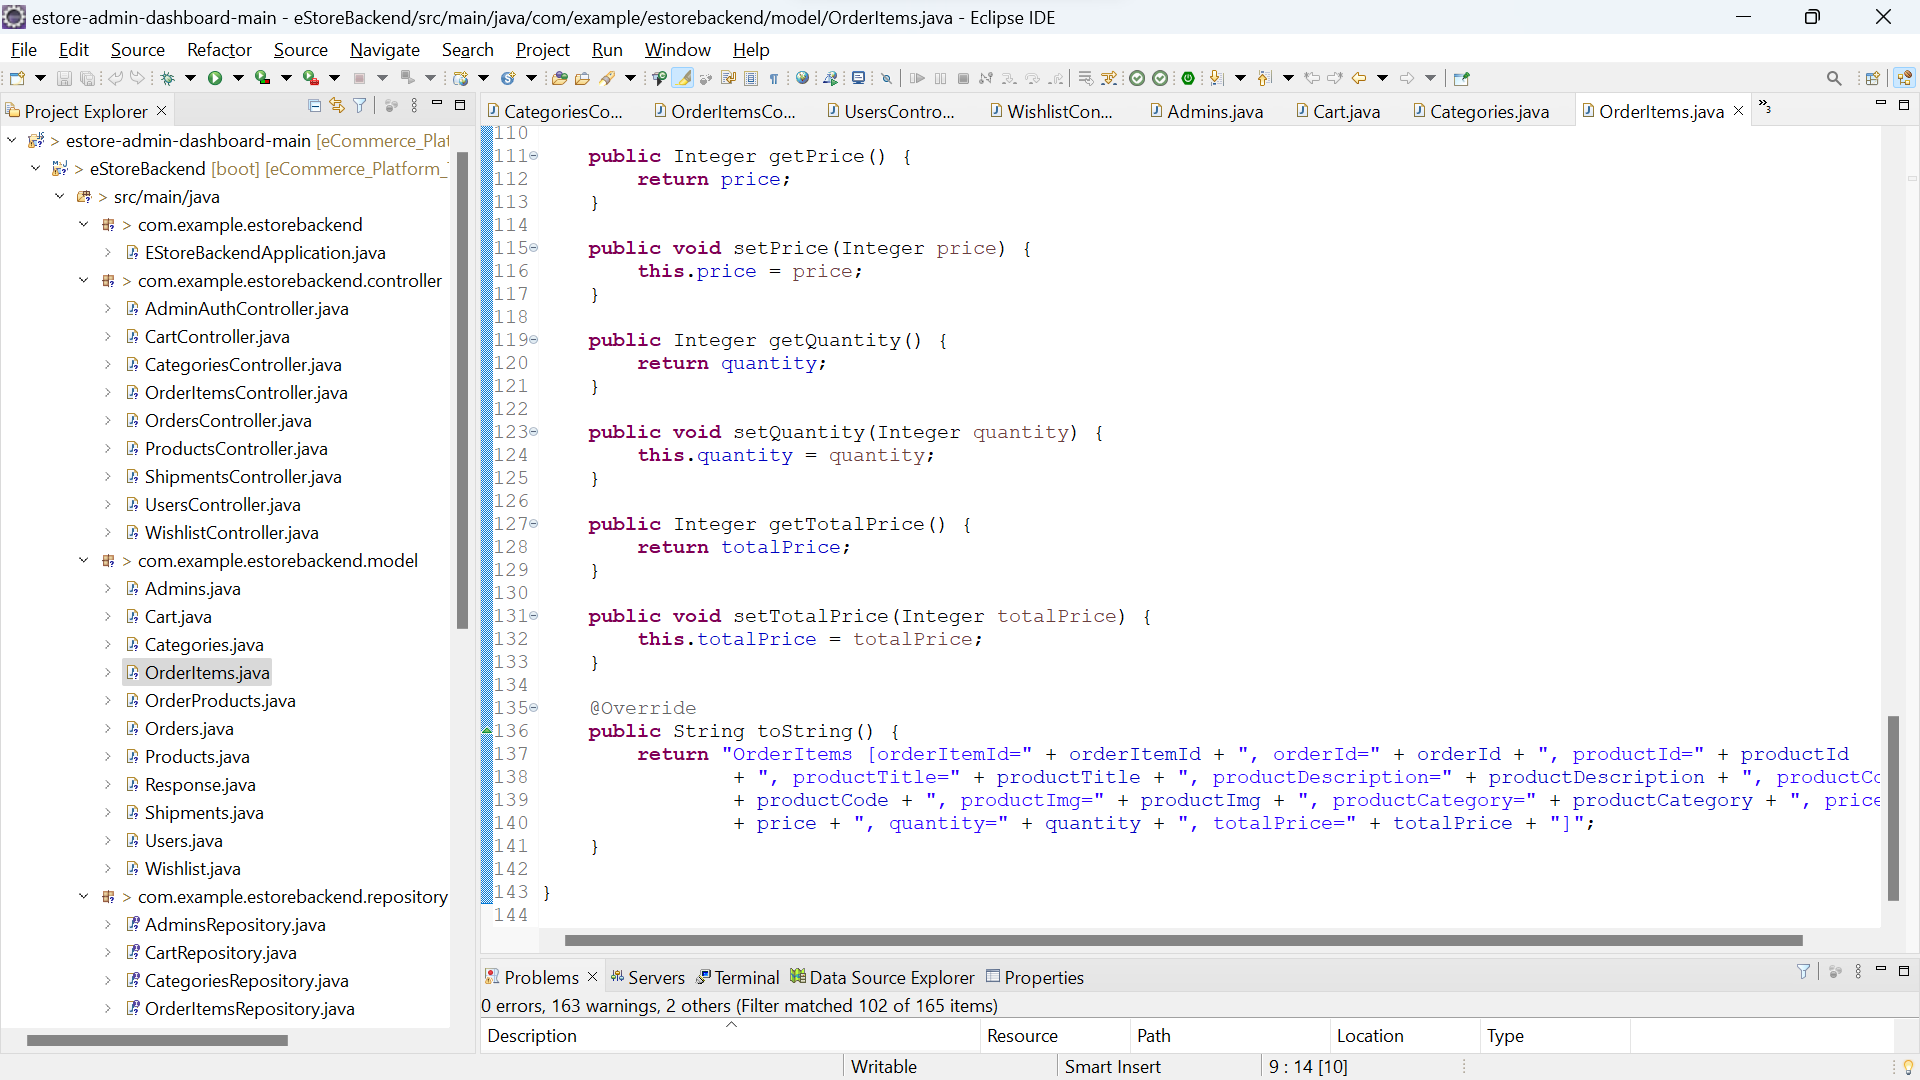 estore-admin-dashboard-main - eStoreBackend/src/main/java/com/example/estorebackend/model/OrderItems.java - Eclipse IDE
File Edit Source Refactor Source Navigate Search Project Run Window Help
Project Explorer
> estore-admin-dashboard-main [eCommerce_Plat
> eStoreBackend [boot] [eCommerce_Platform_
> src/main/java
> com.example.estorebackend
EStoreBackendApplication.java
> com.example.estorebackend.controller
AdminAuthController.java
CartController.java
CategoriesController.java
OrderItemsController.java
OrdersController.java
ProductsController.java
ShipmentsController.java
UsersController.java
WishlistController.java
> com.example.estorebackend.model
Admins.java
Cart.java
Categories.java
OrderItems.java
OrderProducts.java
Orders.java
Products.java
Response.java
Shipments.java
Users.java
Wishlist.java
> com.example.estorebackend.repository
AdminsRepository.java
CartRepository.java
CategoriesRepository.java
OrderItemsRepository.java
CategoriesCo... OrderItemsCo... UsersContro... WishlistCon... Admins.java Cart.java Categories.java OrderItems.java »3
110
111 public Integer getPrice() {
112 return price;
113 }
114
115 public void setPrice(Integer price) {
116 this.price = price;
117 }
118
119 public Integer getQuantity() {
120 return quantity;
121 }
122
123 public void setQuantity(Integer quantity) {
124 this.quantity = quantity;
125 }
126
127 public Integer getTotalPrice() {
128 return totalPrice;
129 }
130
131 public void setTotalPrice(Integer totalPrice) {
132 this.totalPrice = totalPrice;
133 }
134
135 @Override
136 public String toString() {
137 return "OrderItems [orderItemId=" + orderItemId + ", orderId=" + orderId + ", productId=" + productId
138 + ", productTitle=" + productTitle + ", productDescription=" + productDescription + ", productCo
139 + productCode + ", productImg=" + productImg + ", productCategory=" + productCategory + ", price
140 + price + ", quantity=" + quantity + ", totalPrice=" + totalPrice + "]";
141 }
142
143 }
144
Problems Servers Terminal Data Source Explorer Properties
0 errors, 163 warnings, 2 others (Filter matched 102 of 165 items)
Description Resource Path Location Type
Writable Smart Insert 9 : 14 [10]